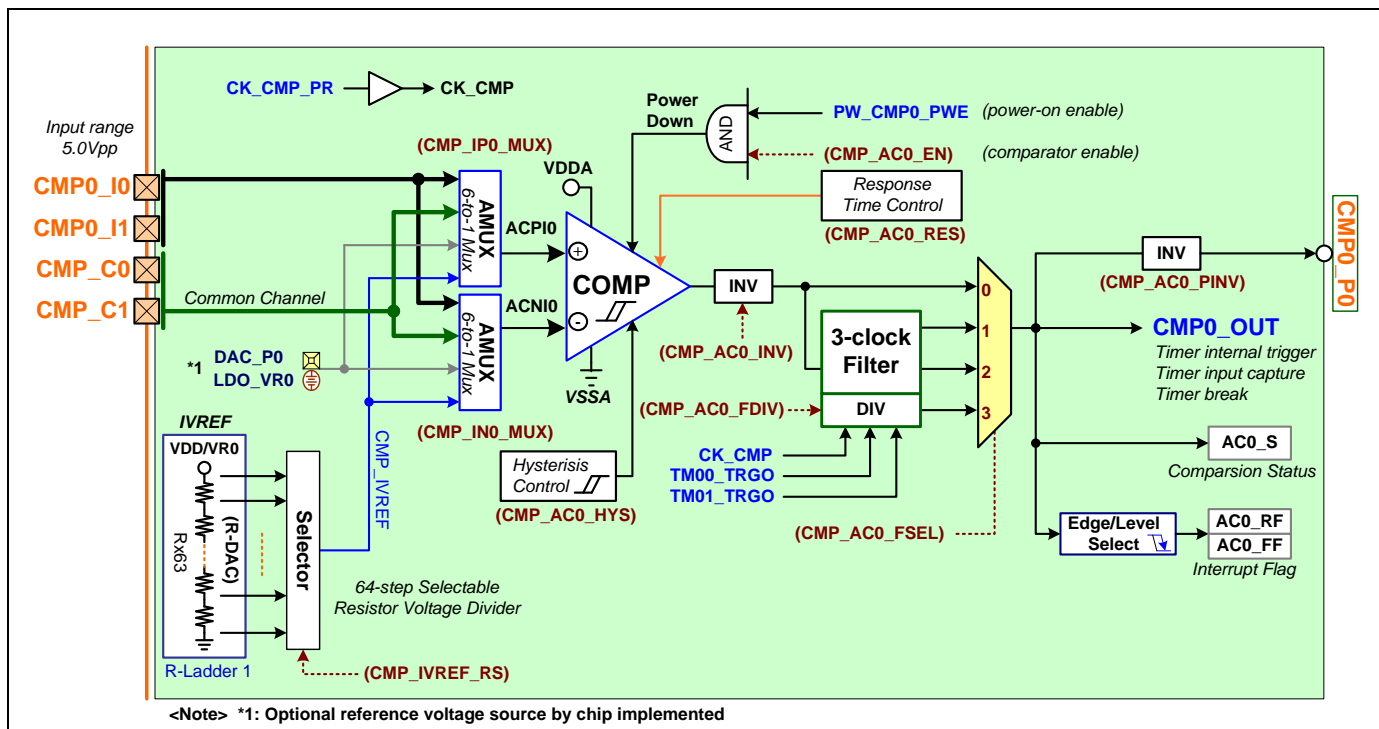 CK_CMP_PR
CK_CMP
Power
Down
AND
PW_CMP0_PWE
(power-on enable)
(CMP_AC0_EN)
(comparator enable)
Input range
5.0Vpp
CMP0_I0
CMP0_I1
CMP_C0
CMP_C1
Common Channel
(CMP_IP0_MUX)
AMUX
6-to-1 Mux
ACPI0
VDDA
+
COMP
-
VSSA
AMUX
6-to-1 Mux
ACNI0
(CMP_IN0_MUX)
Response
Time Control
(CMP_AC0_RES)
INV
(CMP_AC0_INV)
3-clock
Filter
DIV
(CMP_AC0_FDIV)
CK_CMP
TM00_TRGO
TM01_TRGO
0
1
2
3
(CMP_AC0_FSEL)
INV
(CMP_AC0_PINV)
CMP0_P0
CMP0_OUT
Timer internal trigger
Timer input capture
Timer break
AC0_S
Comparsion Status
Edge/Level
Select
AC0_RF
AC0_FF
Interrupt Flag
*1
DAC_P0
LDO_VR0
IVREF
VDD/VR0
Rx63
(R-DAC)
R-Ladder 1
Selector
CMP_IVREF
64-step Selectable
Resistor Voltage Divider
(CMP_IVREF_RS)
Hysterisis
Control
(CMP_AC0_HYS)
<Note> *1: Optional reference voltage source by chip implemented